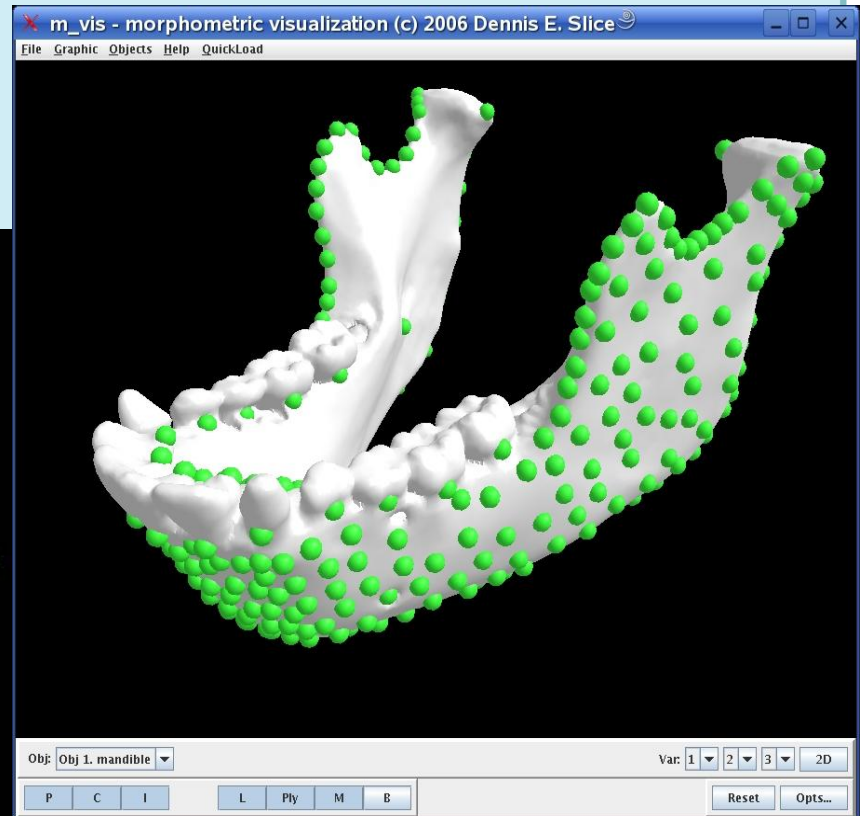 m_vis - morphometric visualization (c) 2006 Dennis E. Slice
File Graphic Objects Help QuickLoad
Obj: Obj 1. mandible Var: 1 2 3 2D
P C I L Ply M B Reset Opts...